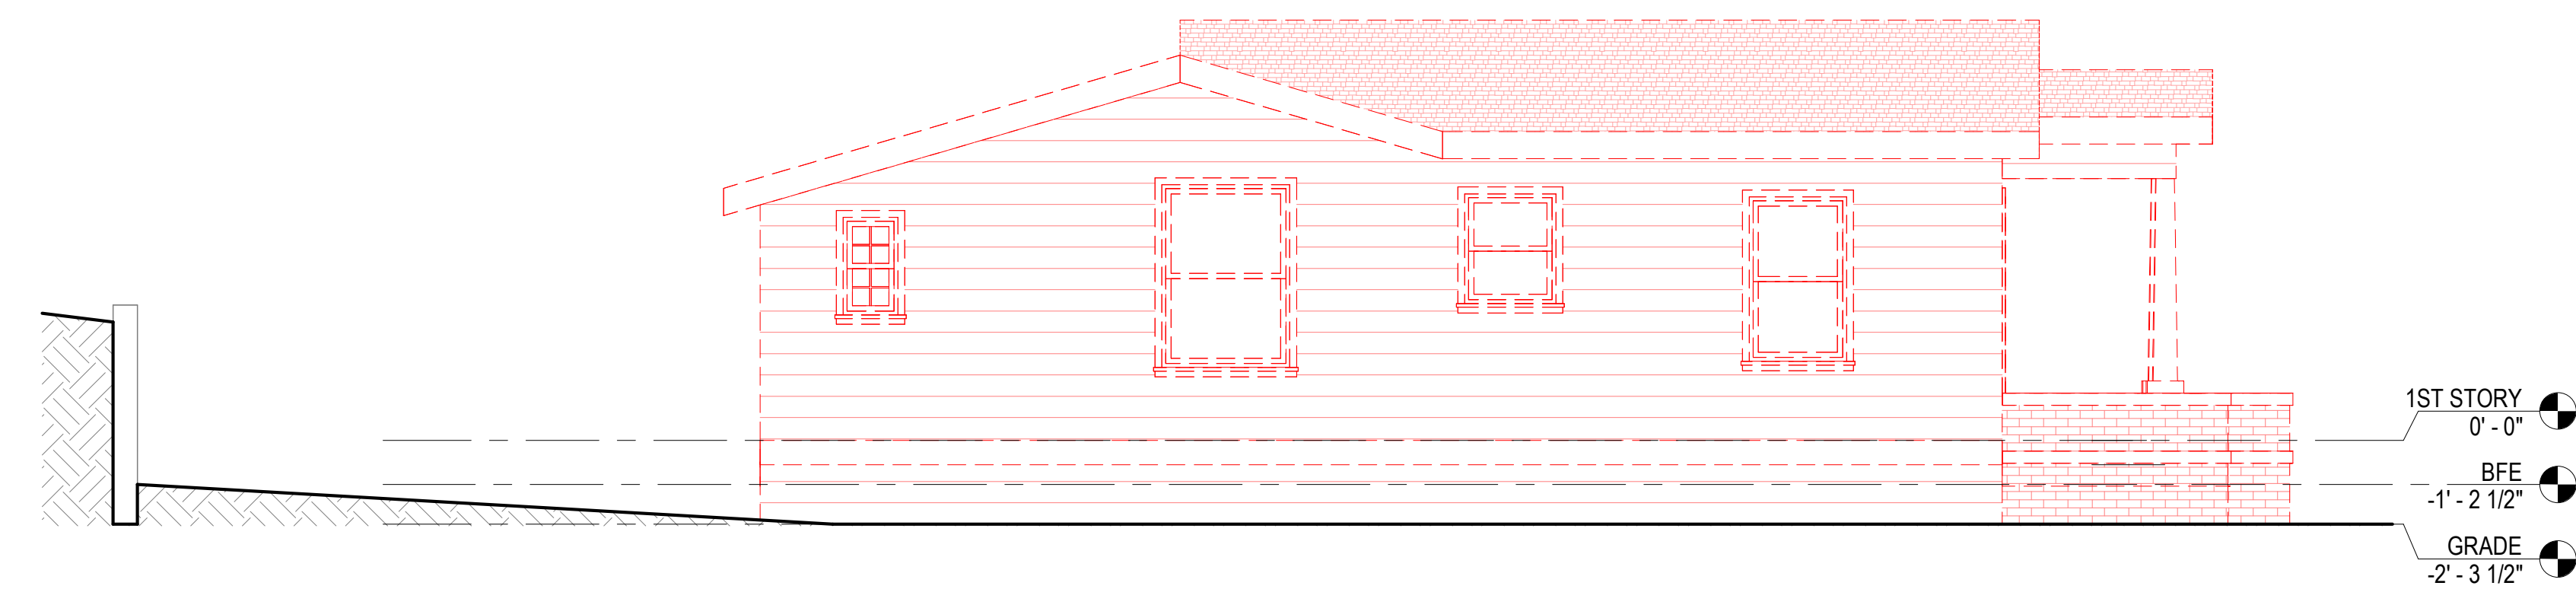 1ST STORY
0' - 0"
BFE
-1' - 2 1/2"
GRADE
-2' - 3 1/2"